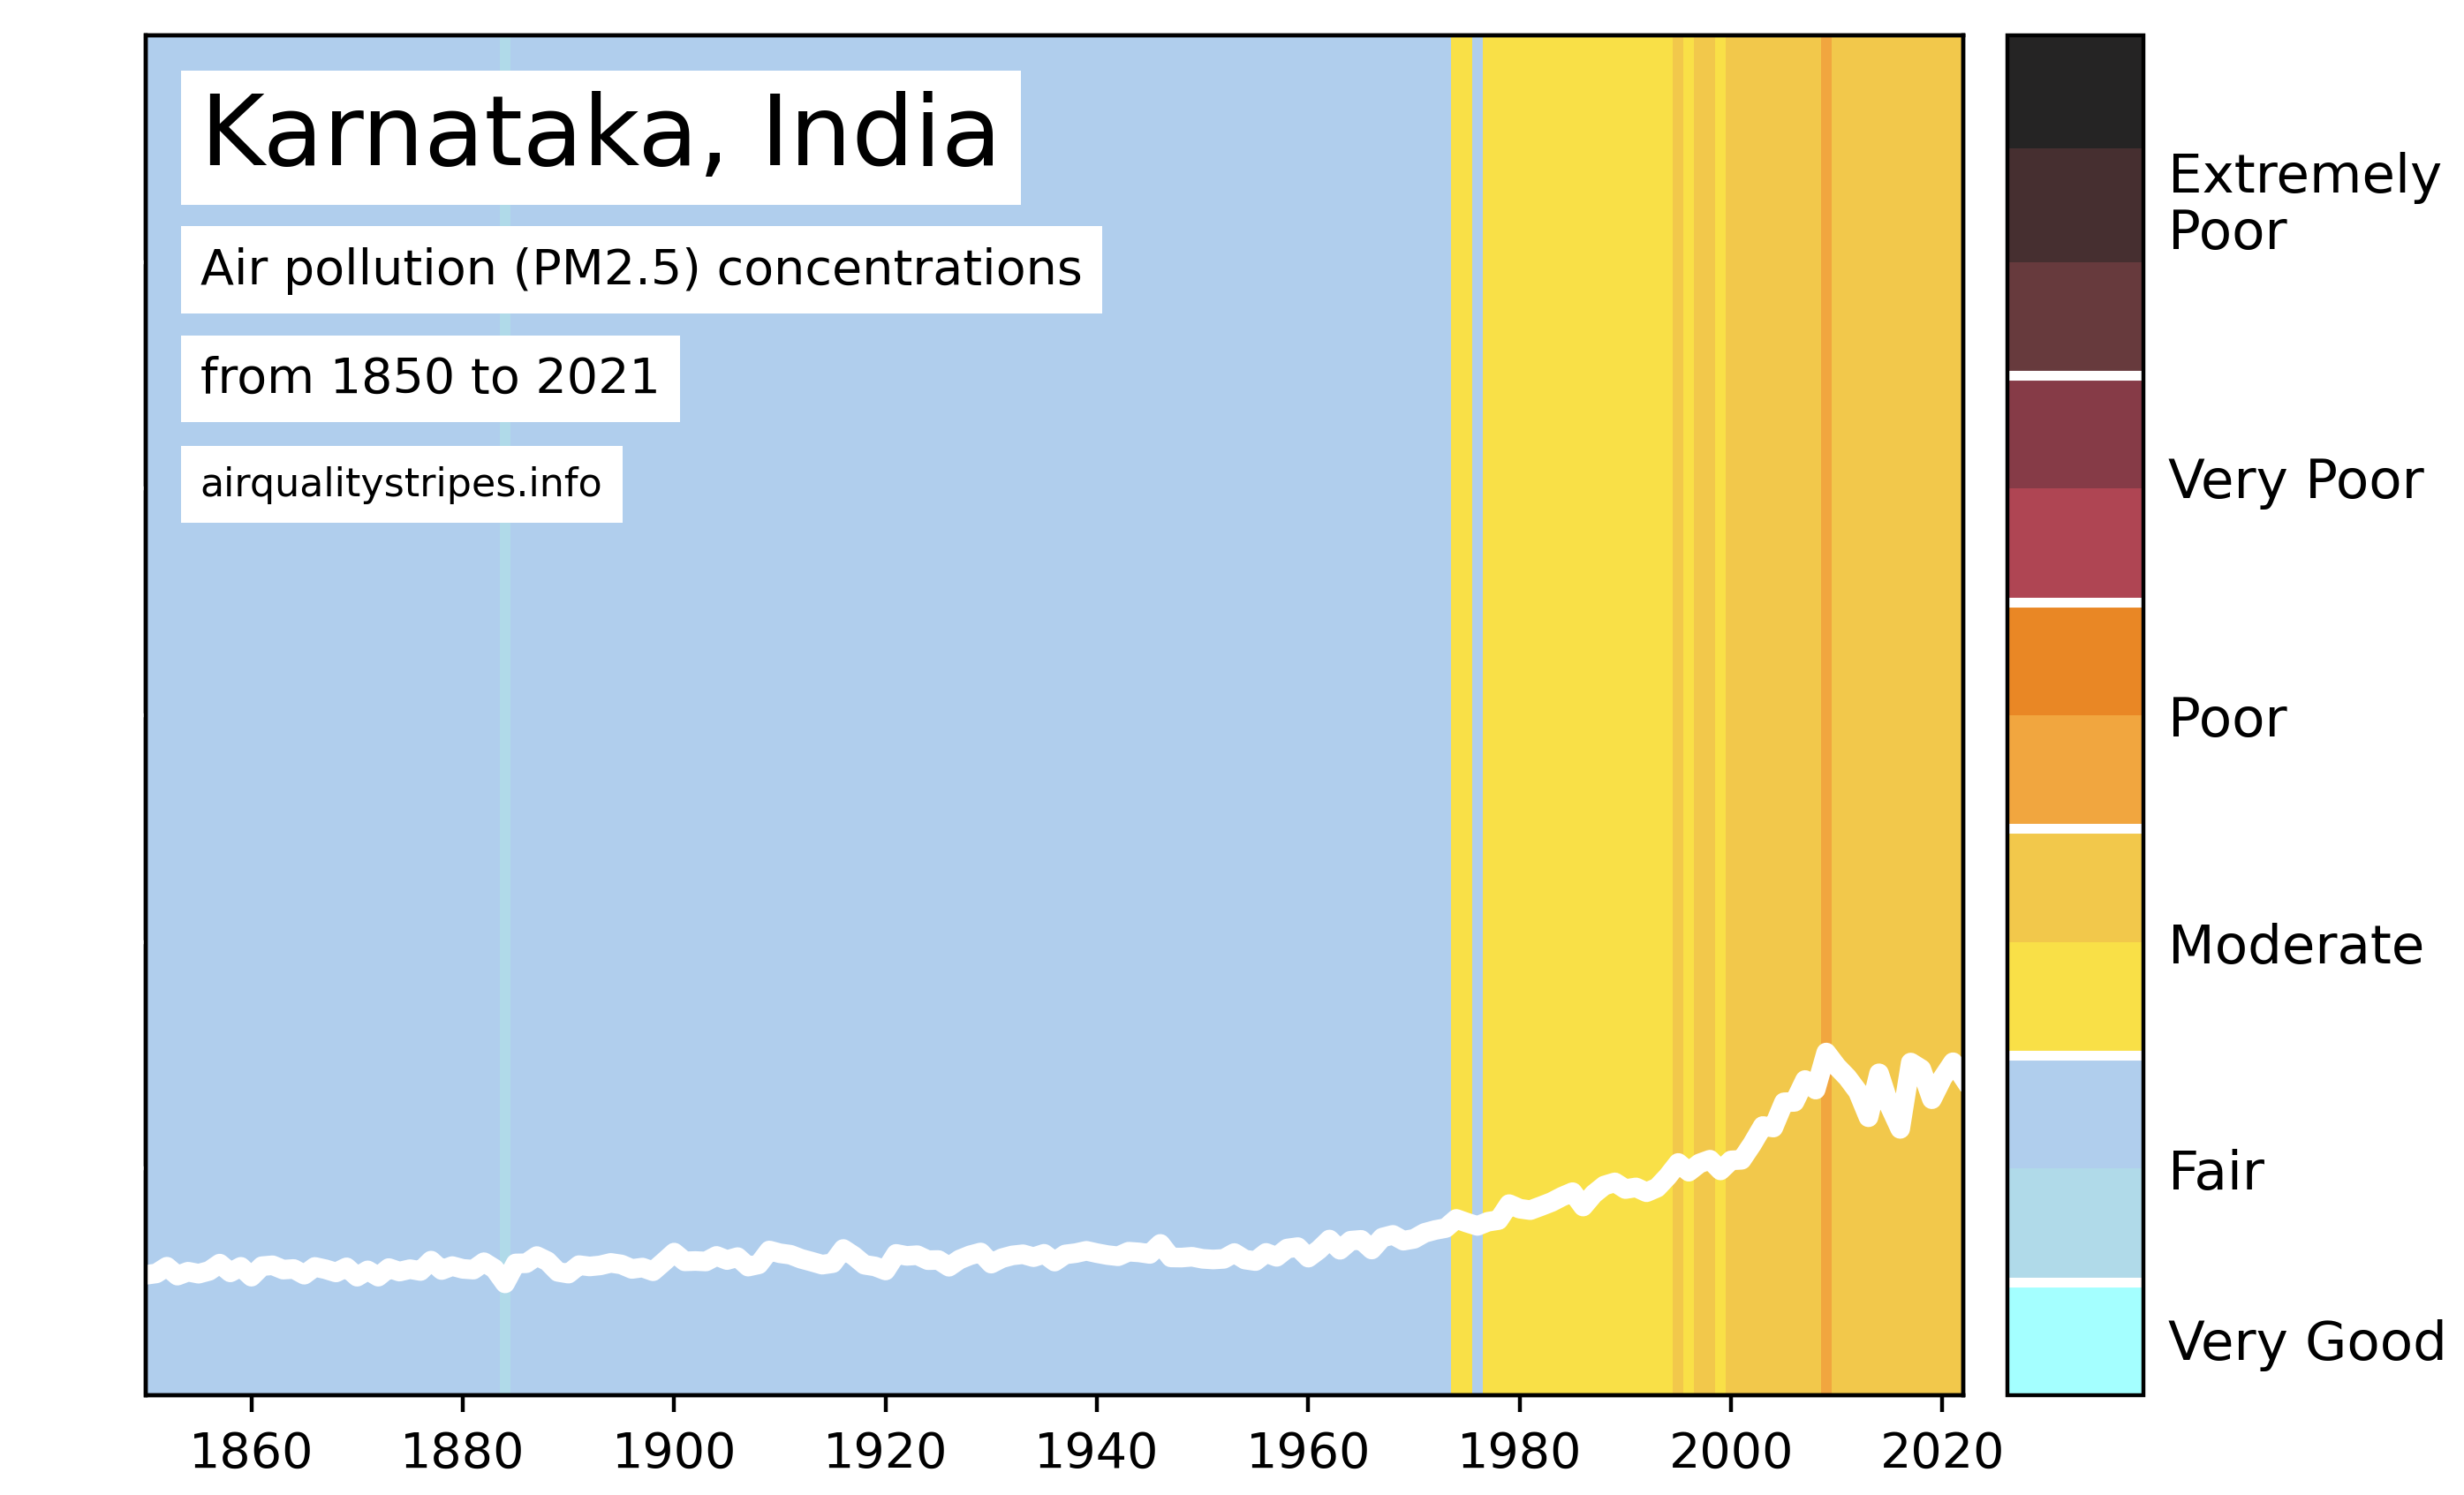 Karnataka, India
Air pollution (PM2.5) concentrations
from 1850 to 2021
airqualitystripes.info
Extremely
Poor
Very Poor
Poor
Moderate
Fair
Very Good
1860 1880 1900 1920 1940 1960 1980 2000 2020